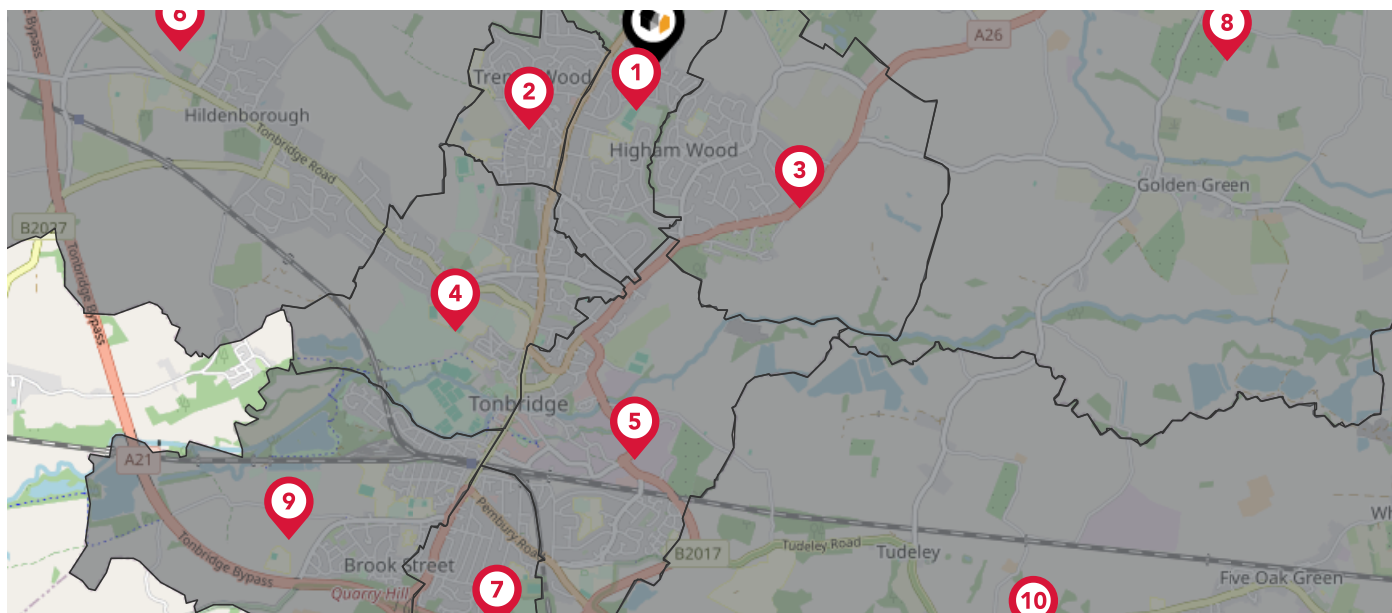 6
8
A26
Bypass
1
Trench Wood
2
Hildenborough
Tonbridge Road
Higham Wood
3
Golden Green
B2027
Tonbridge Bypass
4
Tonbridge
5
A21
9
Pembury Road
Wh
B2017
Tudeley Road
Tudeley
Tonbridge Bypass
Brook Street
Quarry Hill
7
10
Five Oak Green